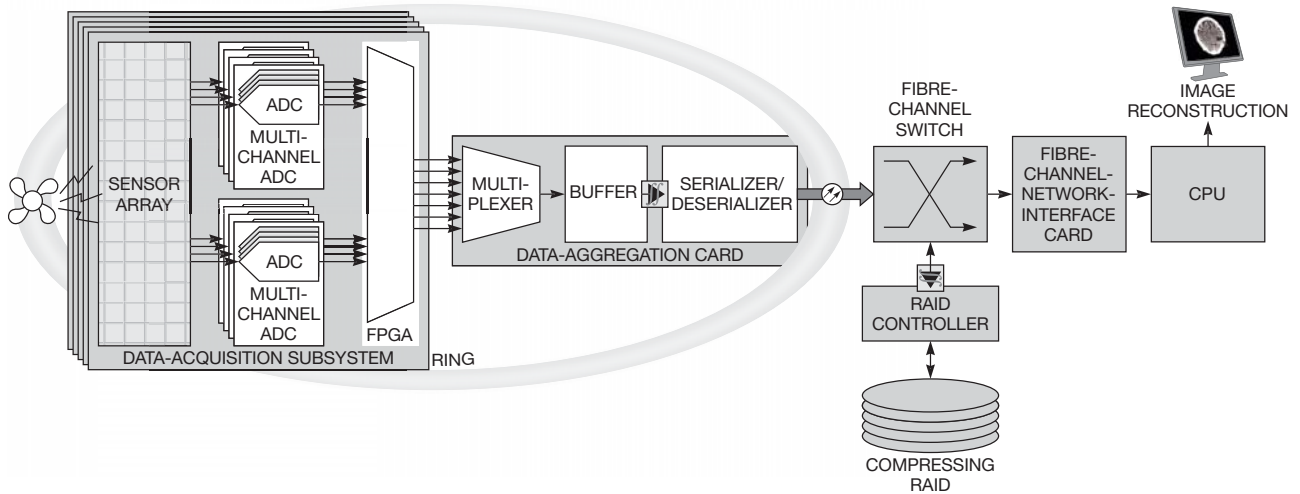 SENSOR
ARRAY
ADC
MULTI-
CHANNEL
ADC
ADC
MULTI-
CHANNEL
ADC
FPGA
DATA-ACQUISITION SUBSYSTEM
RING
MULTI-
PLEXER
BUFFER
SERIALIZER/
DESERIALIZER
DATA-AGGREGATION CARD
FIBRE-
CHANNEL
SWITCH
RAID
CONTROLLER
COMPRESSING
RAID
FIBRE-
CHANNEL-
NETWORK-
INTERFACE
CARD
CPU
IMAGE
RECONSTRUCTION